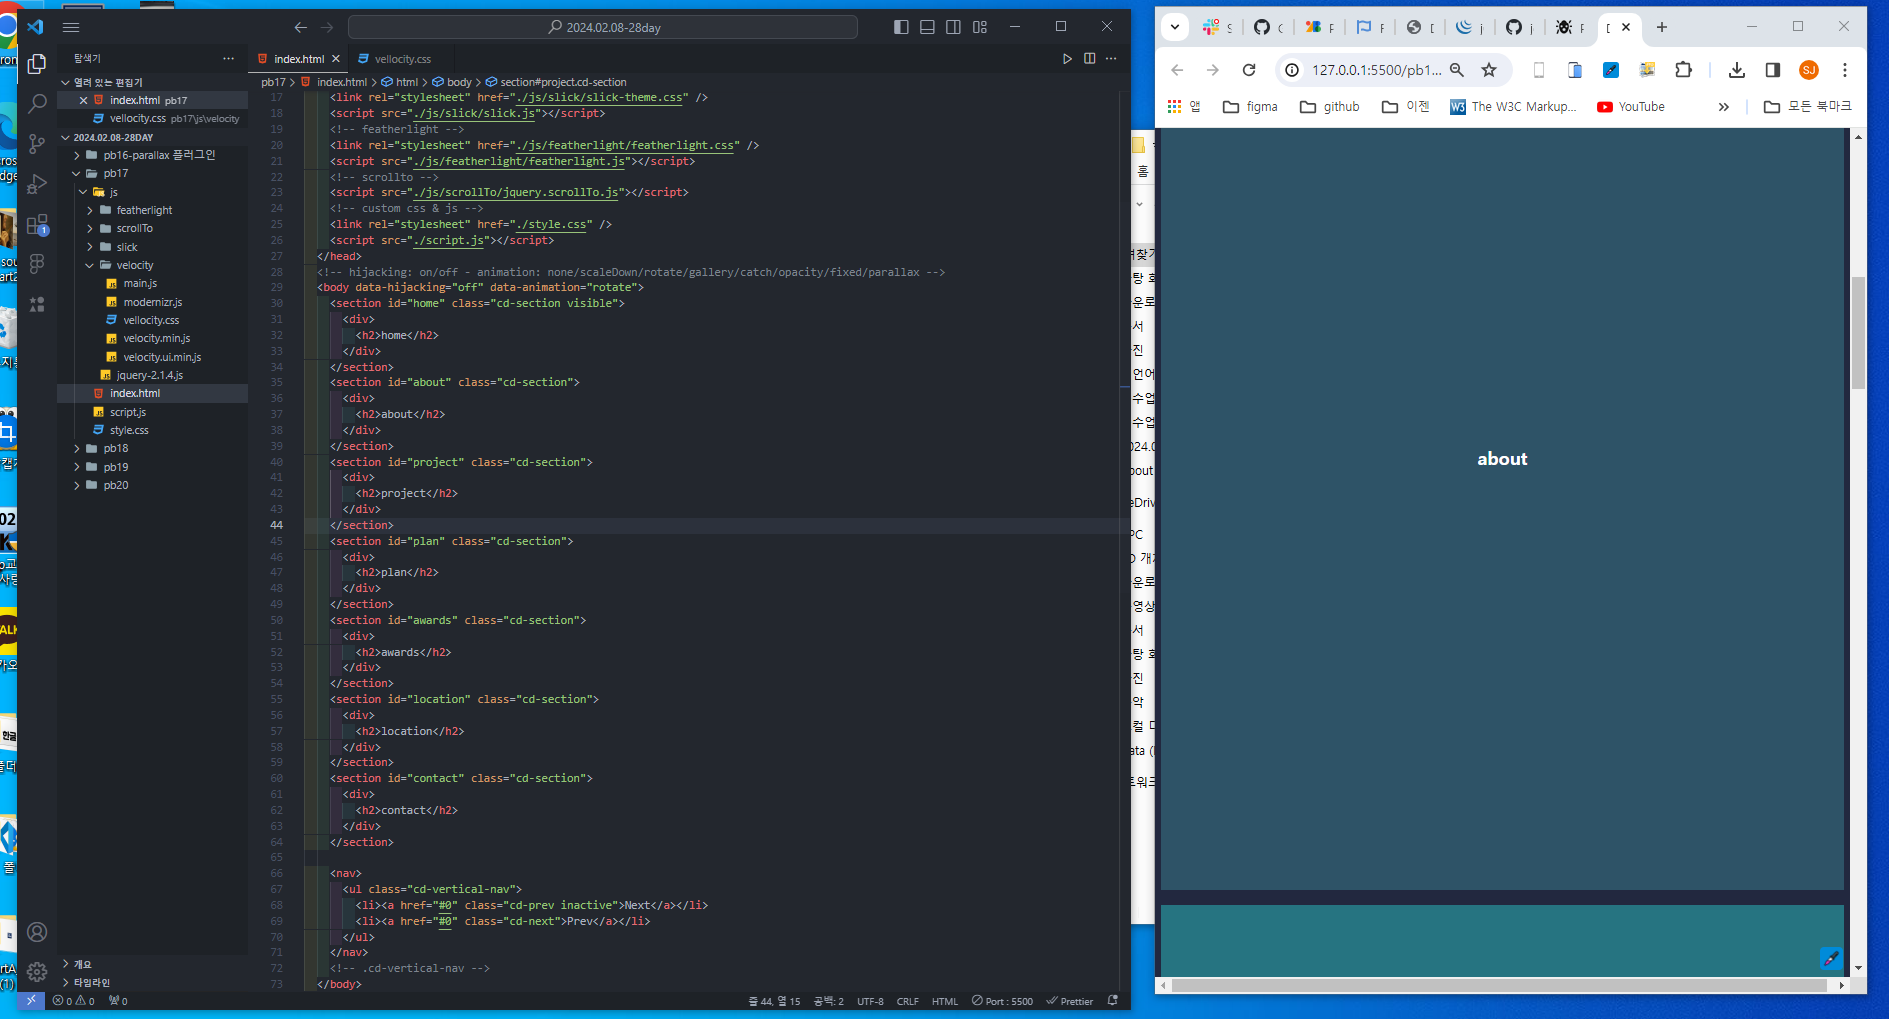 2024.02.08-28day
탐색기
index.html
vellocity.css
pb17 > index.html > html > body > section#project.cd-section
열려 있는 편집기
index.html pb17
vellocity.css pb17\js\velocity
2024.02.08-28DAY
pb16-parallax 플러그인
pb17
js
featherlight
scrollTo
slick
velocity
main.js
modernizr.js
vellocity.css
velocity.min.js
velocity.ui.min.js
jquery-2.1.4.js
index.html
script.js
style.css
pb18
pb19
pb20
개요
타임라인
17 <link rel="stylesheet" href="./js/slick/slick-theme.css" />
18 <script src="./js/slick/slick.js"></script>
19 <!-- featherlight -->
20 <link rel="stylesheet" href="./js/featherlight/featherlight.css" />
21 <script src="./js/featherlight/featherlight.js"></script>
22 <!-- scrollto -->
23 <script src="./js/scrollTo/jquery.scrollTo.js"></script>
24 <!-- custom css & js -->
25 <link rel="stylesheet" href="./style.css" />
26 <script src="./script.js"></script>
27 </head>
28 <!-- hijacking: on/off - animation: none/scaleDown/rotate/gallery/catch/opacity/fixed/parallax -->
29 <body data-hijacking="off" data-animation="rotate">
30 <section id="home" class="cd-section visible">
31 <div>
32 <h2>home</h2>
33 </div>
34 </section>
35 <section id="about" class="cd-section">
36 <div>
37 <h2>about</h2>
38 </div>
39 </section>
40 <section id="project" class="cd-section">
41 <div>
42 <h2>project</h2>
43 </div>
44 </section>
45 <section id="plan" class="cd-section">
46 <div>
47 <h2>plan</h2>
48 </div>
49 </section>
50 <section id="awards" class="cd-section">
51 <div>
52 <h2>awards</h2>
53 </div>
54 </section>
55 <section id="location" class="cd-section">
56 <div>
57 <h2>location</h2>
58 </div>
59 </section>
60 <section id="contact" class="cd-section">
61 <div>
62 <h2>contact</h2>
63 </div>
64 </section>
65
66 <nav>
67 <ul class="cd-vertical-nav">
68 <li><a href="#0" class="cd-prev inactive">Next</a></li>
69 <li><a href="#0" class="cd-next">Prev</a></li>
70 </ul>
71 </nav>
72 <!-- .cd-vertical-nav -->
73 </body>
0 0 0
줄 44, 열 15 공백: 2 UTF-8 CRLF HTML Port : 5500 Prettier
127.0.0.1:5500/pb1...
SJ
앱 figma github 이젠 The W3C Markup... YouTube » 모든 북마크
about
홈